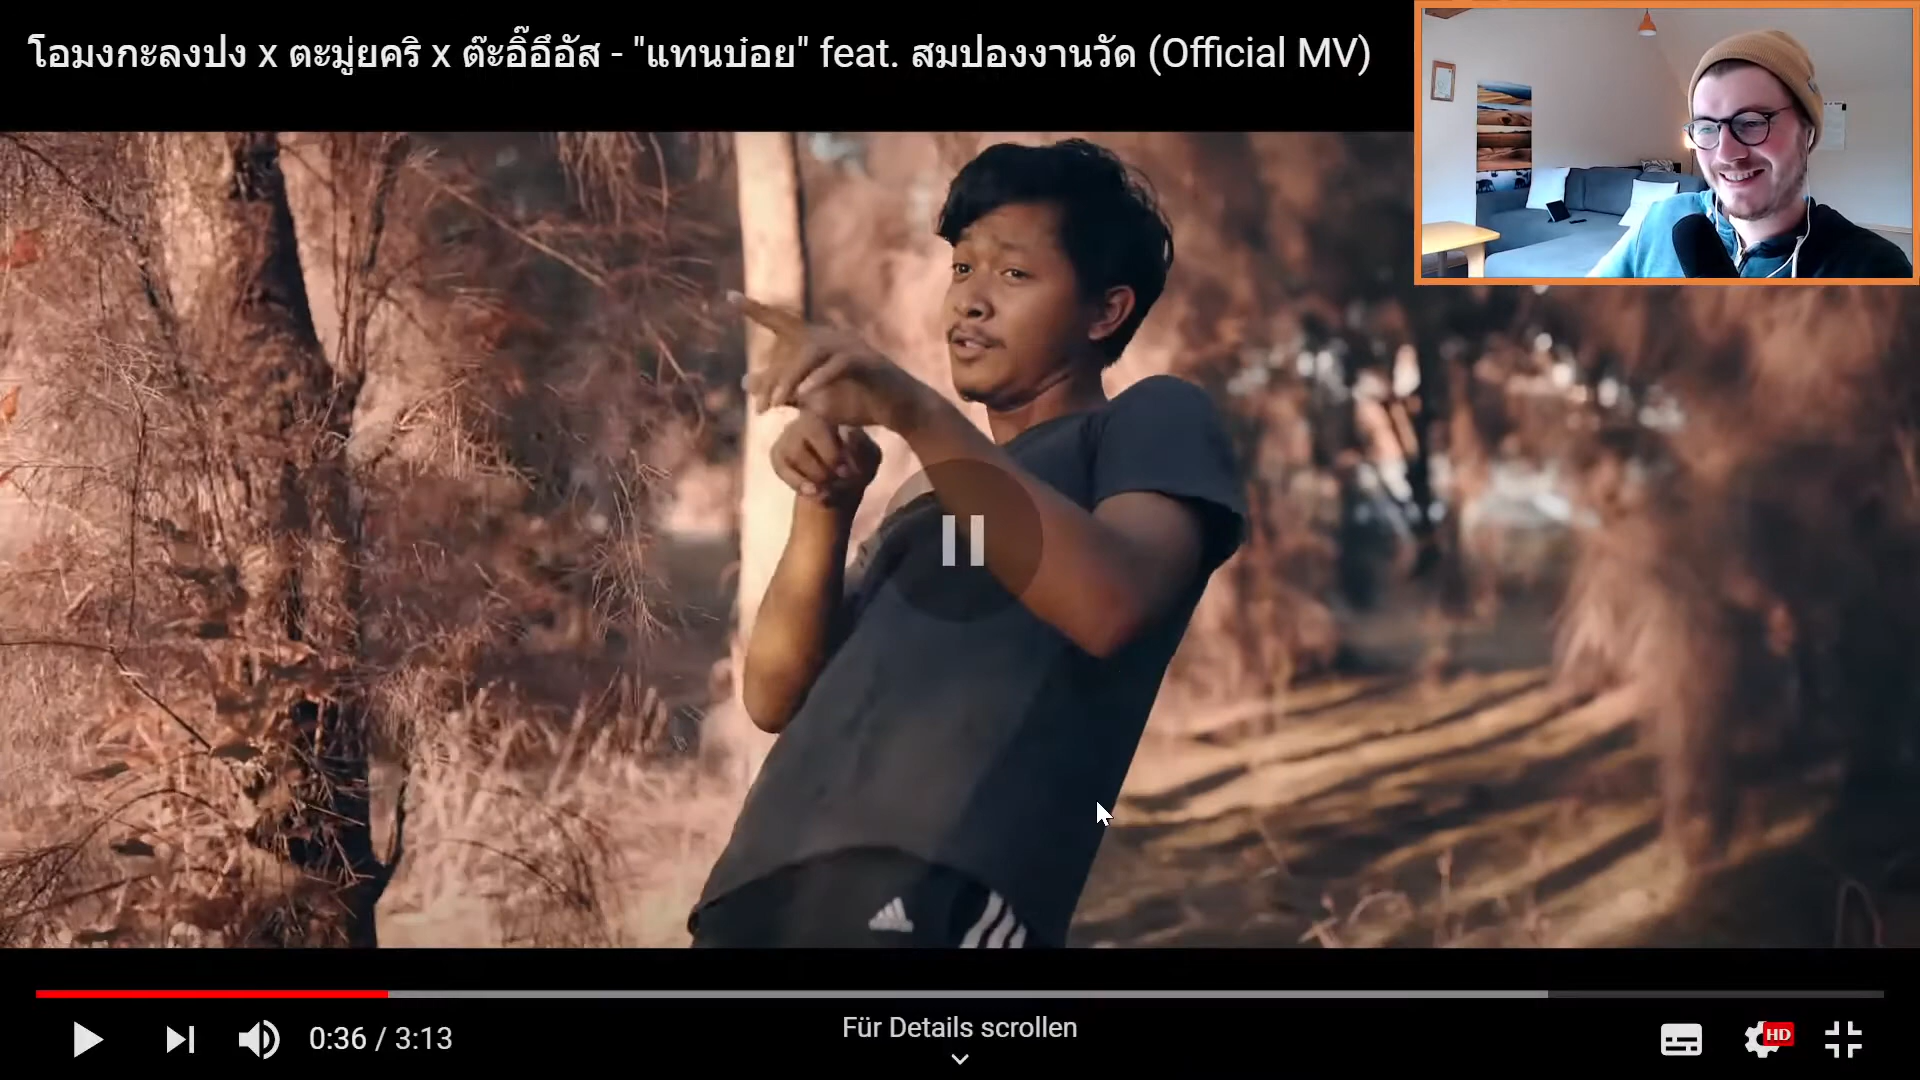 โอมงกะลงปง x ตะมู่ยคริ x ต๊ะอิ๊อึอัส - "แทนบ๋อย" feat. สมปองงานวัด (Official MV)
0:36 / 3:13
Für Details scrollen
HD